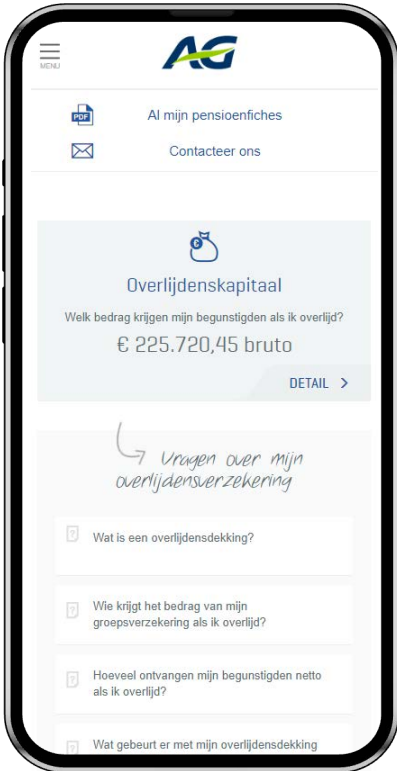 MENU
AG
PDF
Al mijn pensioenfiches
Contacteer ons
€
Overlijdenskapitaal
Welk bedrag krijgen mijn begunstigden als ik overlijd?
€ 225.720,45 bruto
DETAIL >
Vragen over mijn
overlijdensverzekering
? Wat is een overlijdensdekking?
? Wie krijgt het bedrag van mijn
groepsverzekering als ik overlijd?
? Hoeveel ontvangen mijn begunstigden netto
als ik overlijd?
? Wat gebeurt er met mijn overlijdensdekking